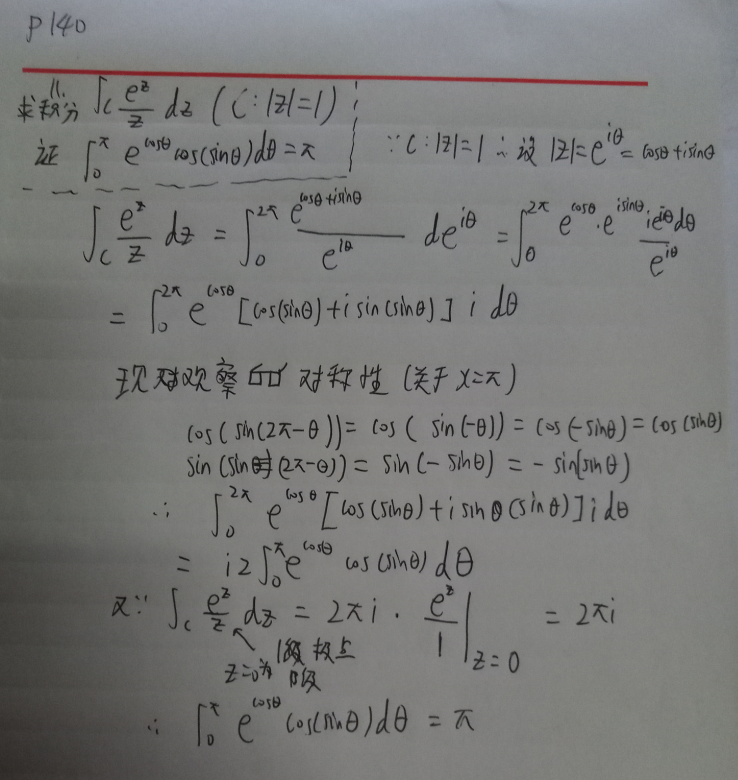 P140
11.
求积分 ∫_C e^z/z dz (C:|z|=1);
证 ∫_0^π e^{cosθ} cos(sinθ)dθ=π ∵ C:|z|=1 ∴ 设 |z|=e^{iθ}=cosθ+isinθ
∫_C e^z/z dz = ∫_0^{2π} e^{cosθ+isinθ}/e^{iθ} de^{iθ} = ∫_0^{2π} e^{cosθ}·e^{isinθ} ie^{iθ}dθ/e^{iθ}
= ∫_0^{2π} e^{cosθ} [cos(sinθ)+i sin(sinθ)] i dθ
现观察 对称性 (关于 x=π)
cos(sin(2π-θ))= cos( sin(-θ)) = cos(-sinθ) = cos(sinθ)
sin(sin(2π-θ))= sin(-sinθ) = -sin(sinθ)
∴ ∫_0^{2π} e^{cosθ} [cos(sinθ)+i sin(sinθ)] i dθ
= i2∫_0^π e^{cosθ} cos(sinθ) dθ
又∵ ∫_C e^z/z dz = 2πi · e^z/1 |_{z=0} = 2πi
z=0为 1级极点
阶
∴ ∫_0^π e^{cosθ} cos(sinθ)dθ = π